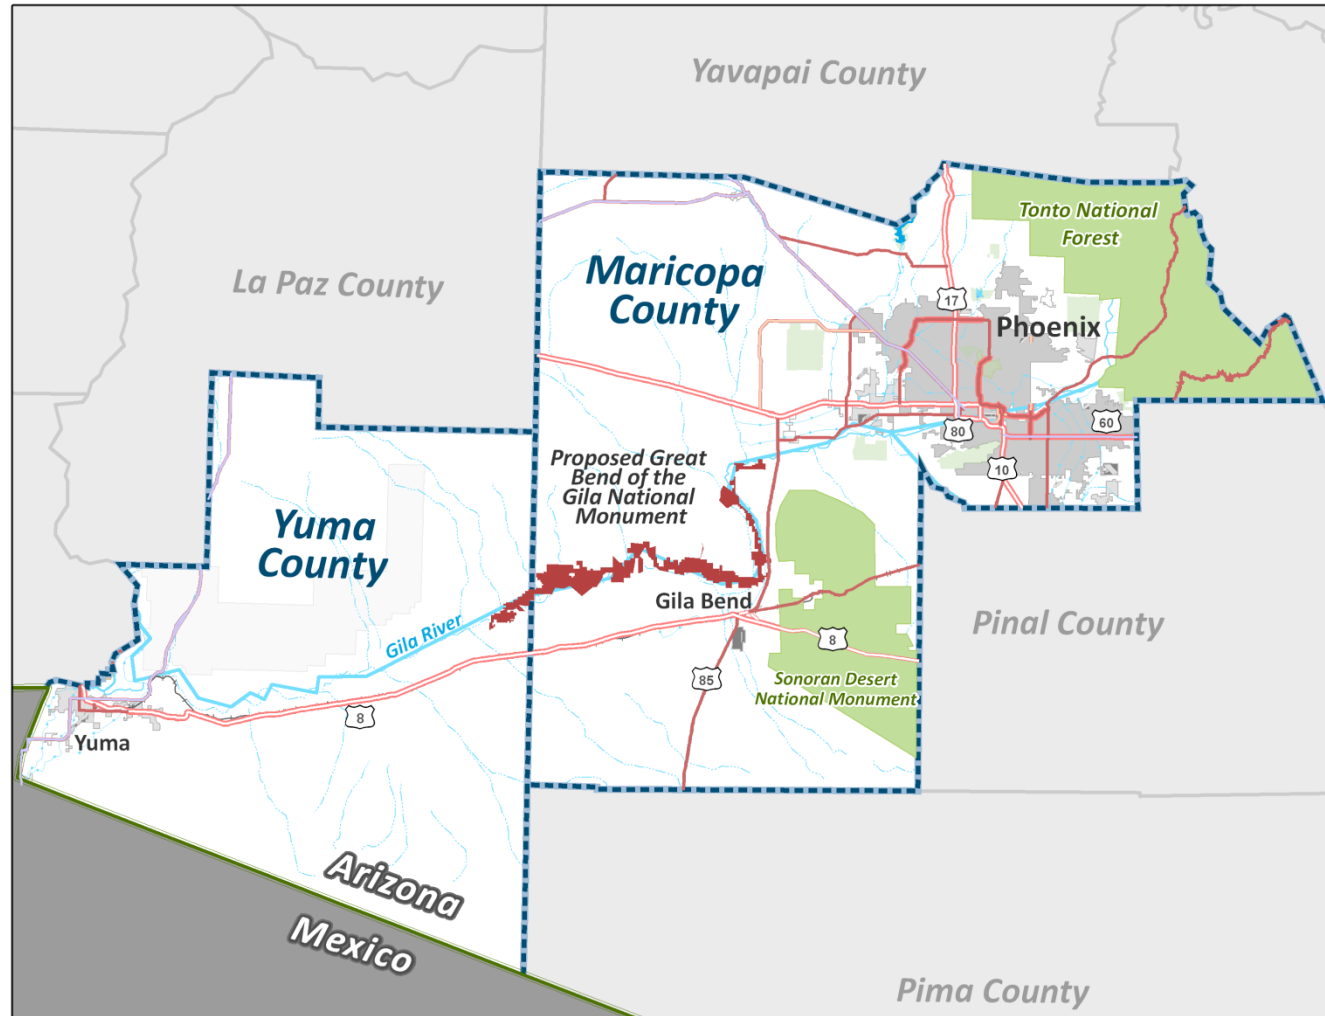 Yavapai County
Tonto National
Forest
La Paz County
Maricopa
County
17
Phoenix
60
80
10
Proposed Great
Bend of the
Gila National
Monument
Yuma
County
Gila Bend
Gila River
Pinal County
8
85
Sonoran Desert
National Monument
8
Yuma
Arizona
Mexico
Pima County